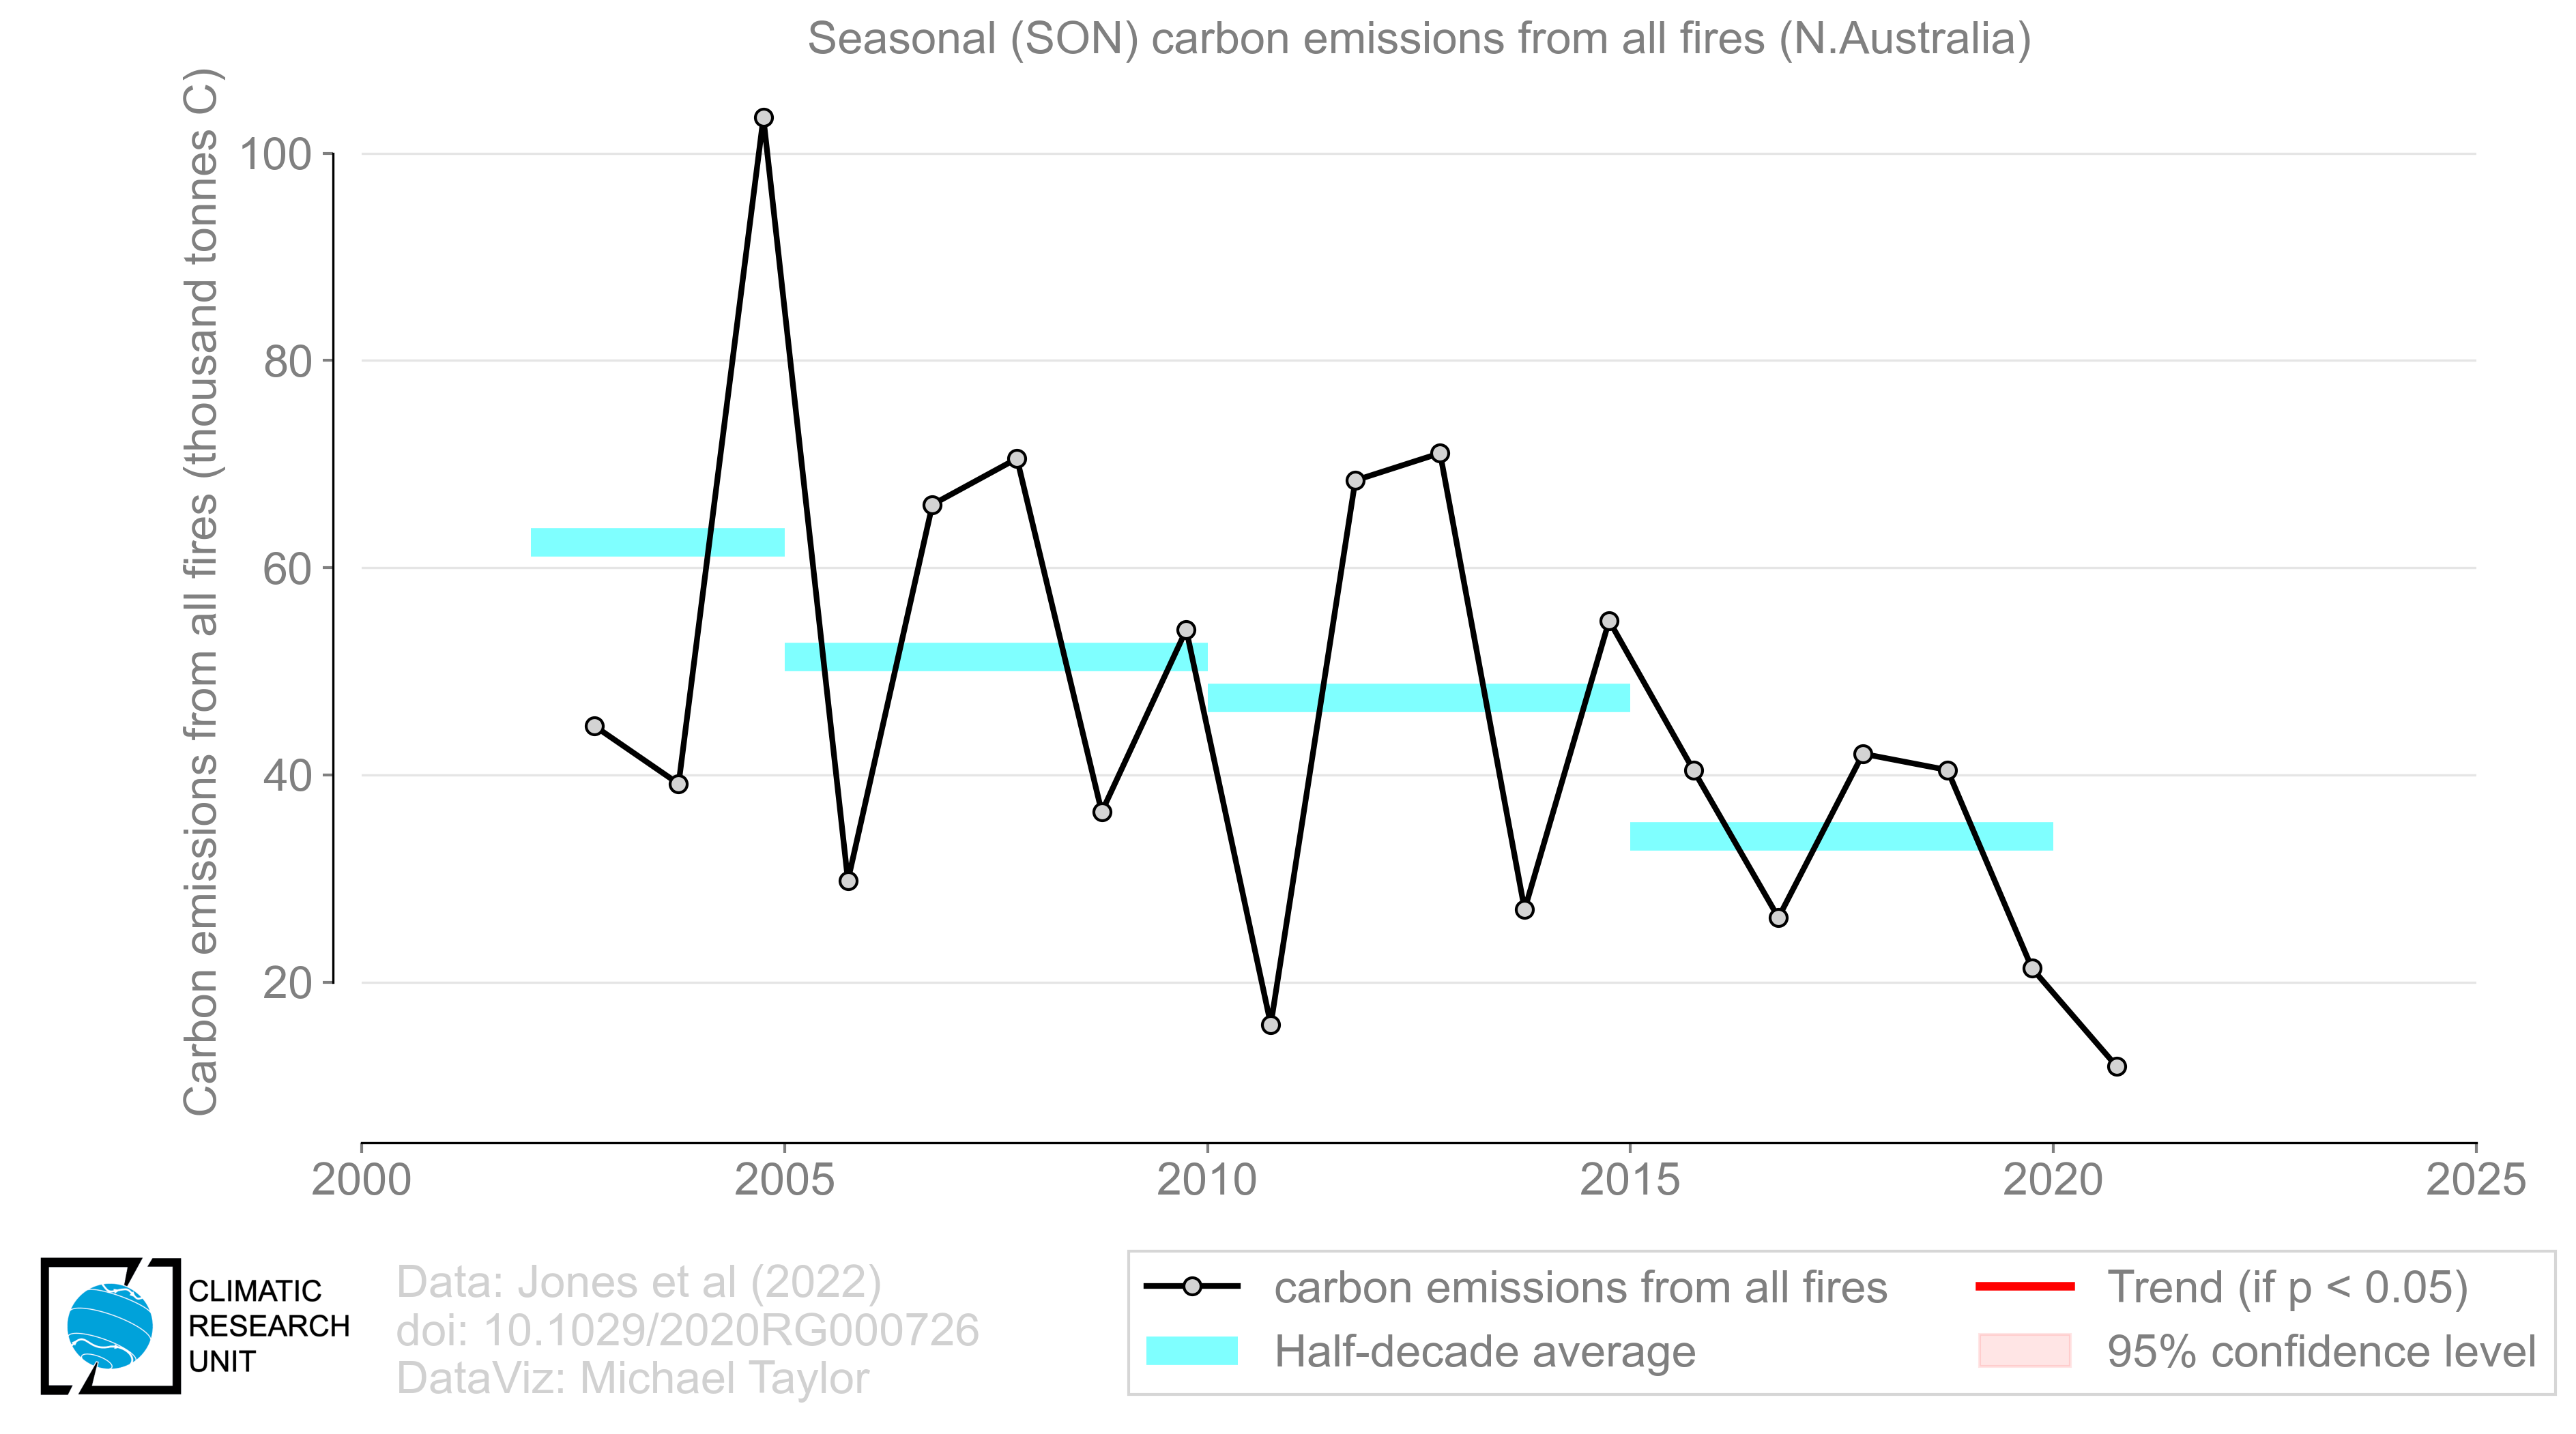 Seasonal (SON) carbon emissions from all fires (N.Australia)
Carbon emissions from all fires (thousand tonnes C)
100
80
60
40
20
2000
2005
2010
2015
2020
2025
CLIMATIC
RESEARCH
UNIT
Data: Jones et al (2022)
doi: 10.1029/2020RG000726
DataViz: Michael Taylor
carbon emissions from all fires
Half-decade average
Trend (if p < 0.05)
95% confidence level